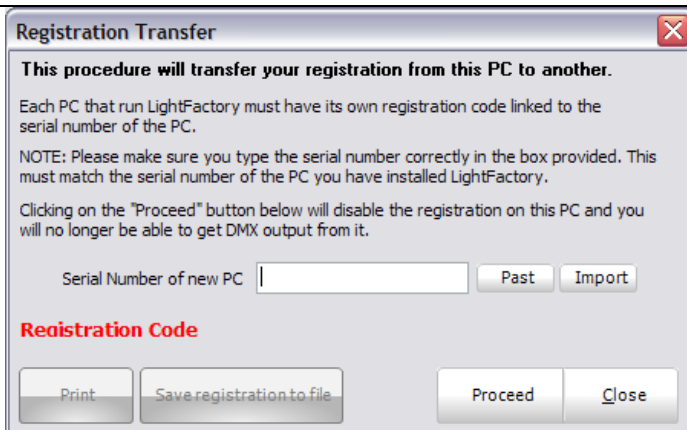 Registration Transfer
This procedure will transfer your registration from this PC to another.
Each PC that run LightFactory must have its own registration code linked to the
serial number of the PC.
NOTE: Please make sure you type the serial number correctly in the box provided. This
must match the serial number of the PC you have installed LightFactory.
Clicking on the "Proceed" button below will disable the registration on this PC and you
will no longer be able to get DMX output from it.
Serial Number of new PC Past Import
Registration Code
Print Save registration to file Proceed Close